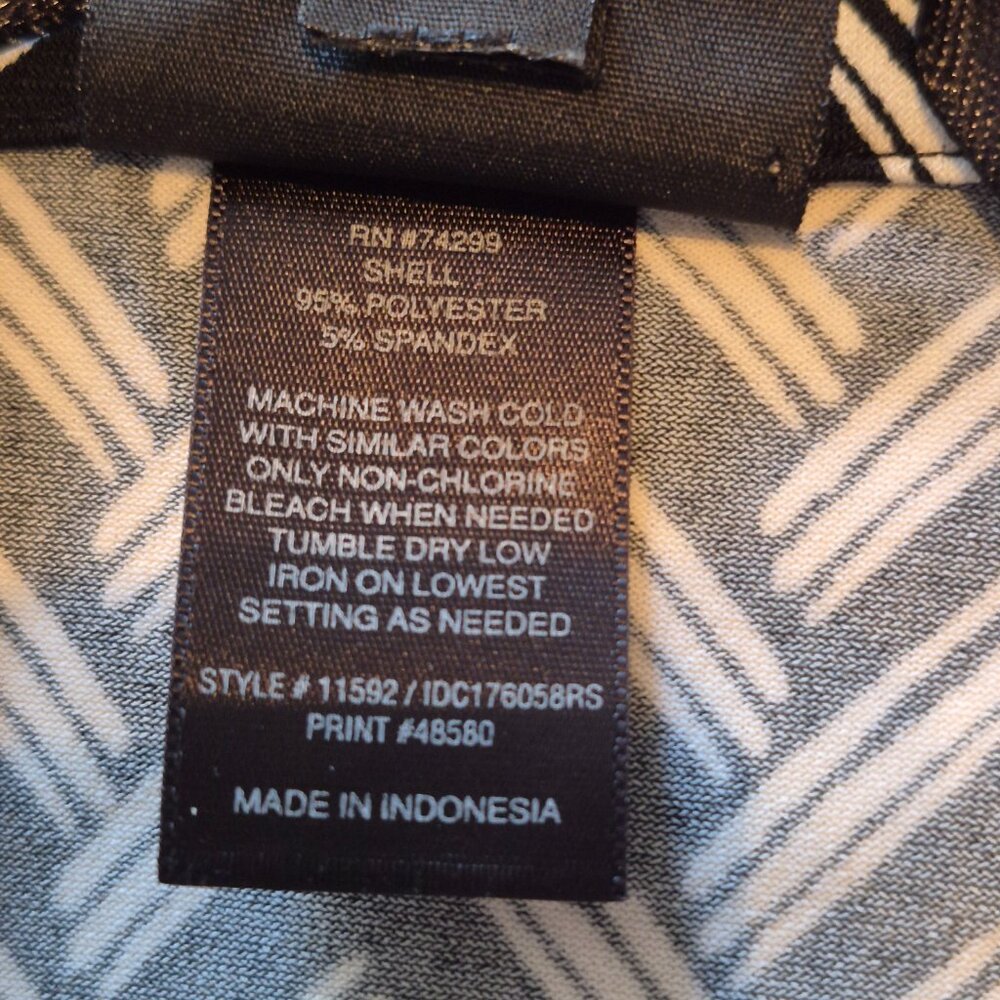 RN #74299
SHELL
95% POLYESTER
5% SPANDEX
MACHINE WASH COLD
WITH SIMILAR COLORS
ONLY NON-CHLORINE
BLEACH WHEN NEEDED
TUMBLE DRY LOW
IRON ON LOWEST
SETTING AS NEEDED
STYLE # 11592 / IDC176058RS
PRINT #48580
MADE IN INDONESIA